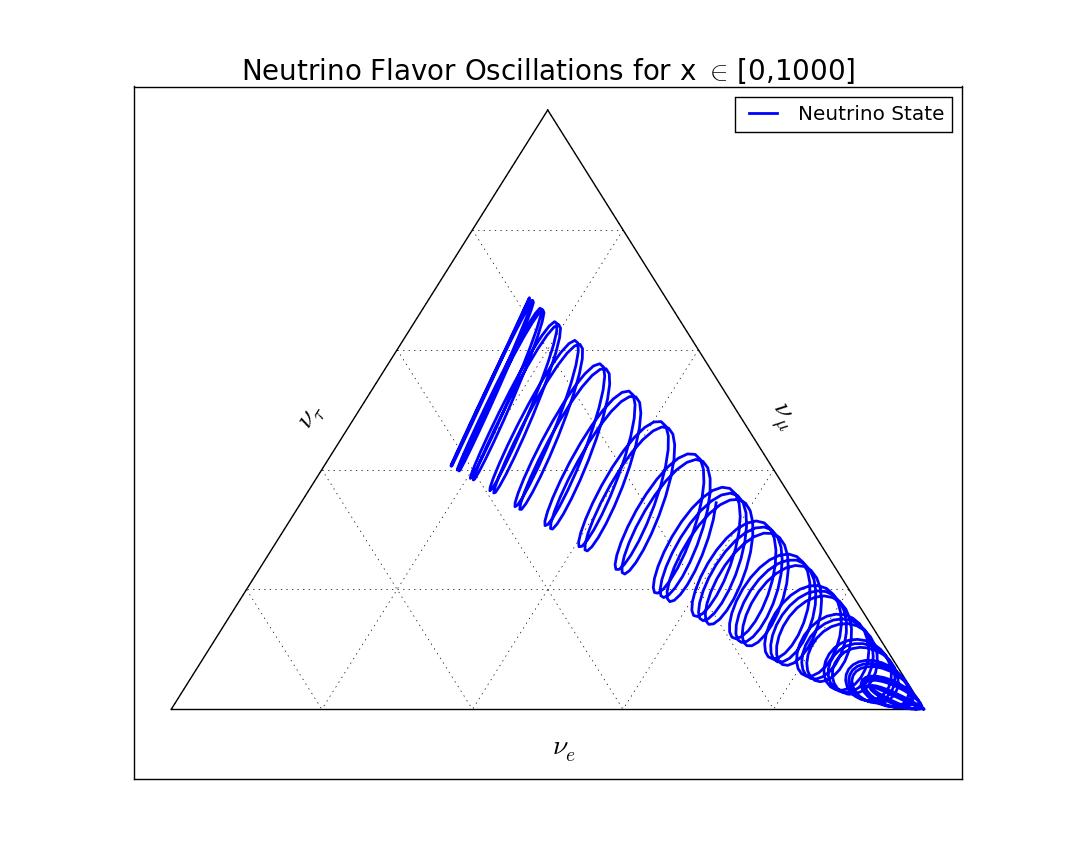 Neutrino Flavor Oscillations for x ∈ [0,1000]
Neutrino State
ν_τ
ν_μ
ν_e